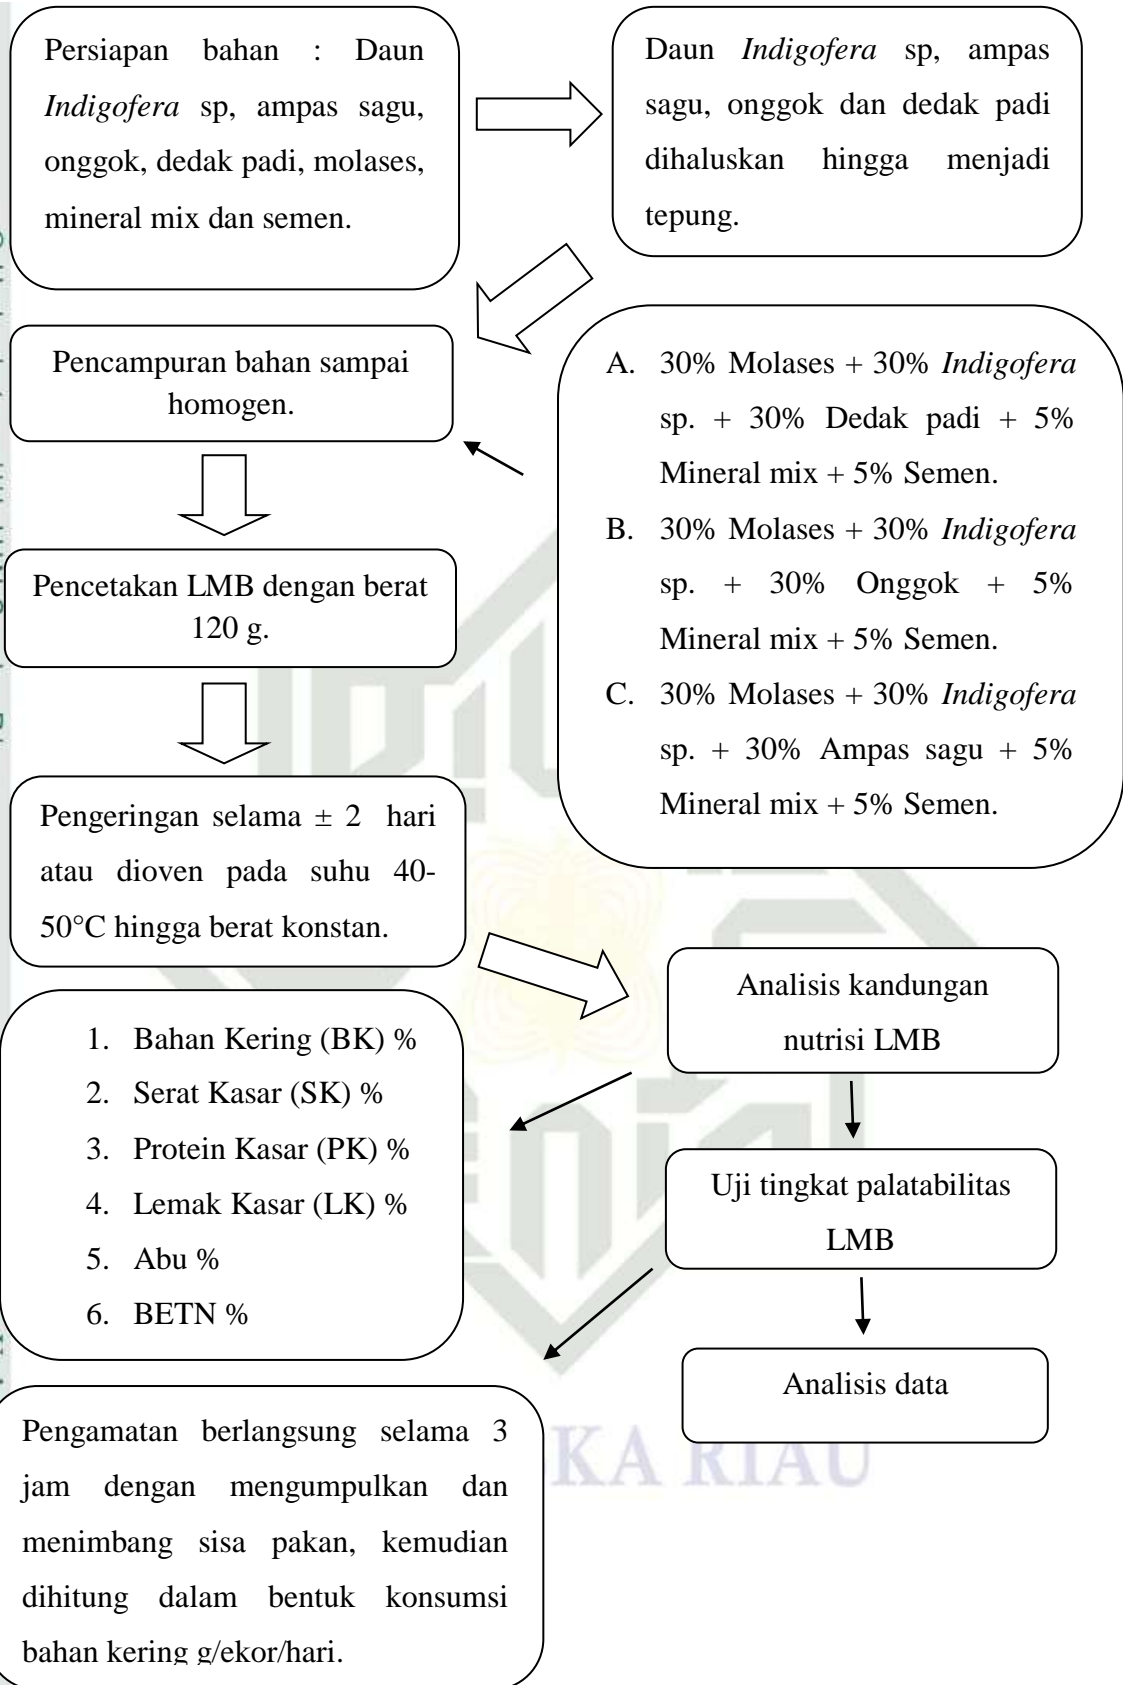 Persiapan bahan : Daun
Indigofera sp, ampas sagu,
onggok, dedak padi, molases,
mineral mix dan semen.
Daun Indigofera sp, ampas
sagu, onggok dan dedak padi
dihaluskan hingga menjadi
tepung.
Pencampuran bahan sampai
homogen.
A. 30% Molases + 30% Indigofera
sp. + 30% Dedak padi + 5%
Mineral mix + 5% Semen.
B. 30% Molases + 30% Indigofera
sp. + 30% Onggok + 5%
Mineral mix + 5% Semen.
C. 30% Molases + 30% Indigofera
sp. + 30% Ampas sagu + 5%
Mineral mix + 5% Semen.
Pencetakan LMB dengan berat
120 g.
Pengeringan selama ± 2 hari
atau dioven pada suhu 40-
50°C hingga berat konstan.
Analisis kandungan
nutrisi LMB
1. Bahan Kering (BK) %
2. Serat Kasar (SK) %
3. Protein Kasar (PK) %
4. Lemak Kasar (LK) %
5. Abu %
6. BETN %
Uji tingkat palatabilitas
LMB
Analisis data
Pengamatan berlangsung selama 3
jam dengan mengumpulkan dan
menimbang sisa pakan, kemudian
dihitung dalam bentuk konsumsi
bahan kering g/ekor/hari.
KA RIAU